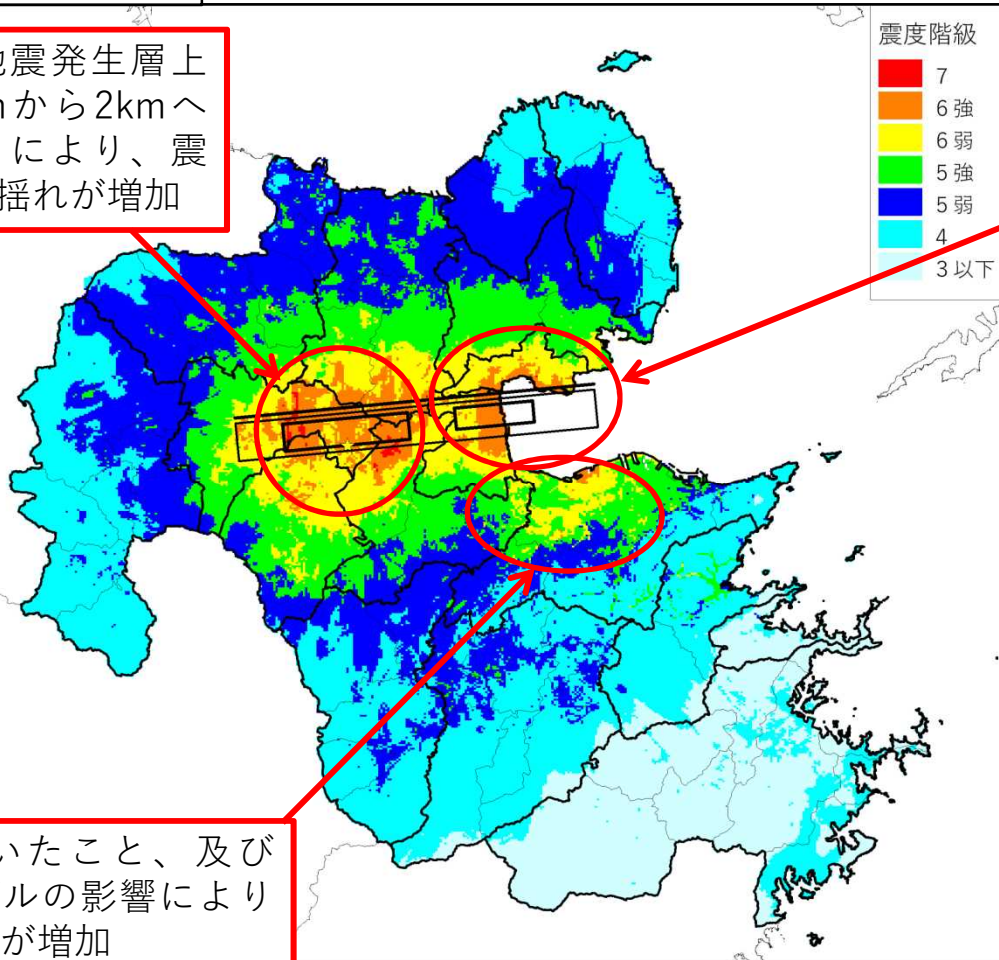 地震発生層上
mから2kmへ
により、震
揺れが増加
震度階級
7
6強
6弱
5強
5弱
4
3以下
いたこと、及び
ルの影響により
が増加